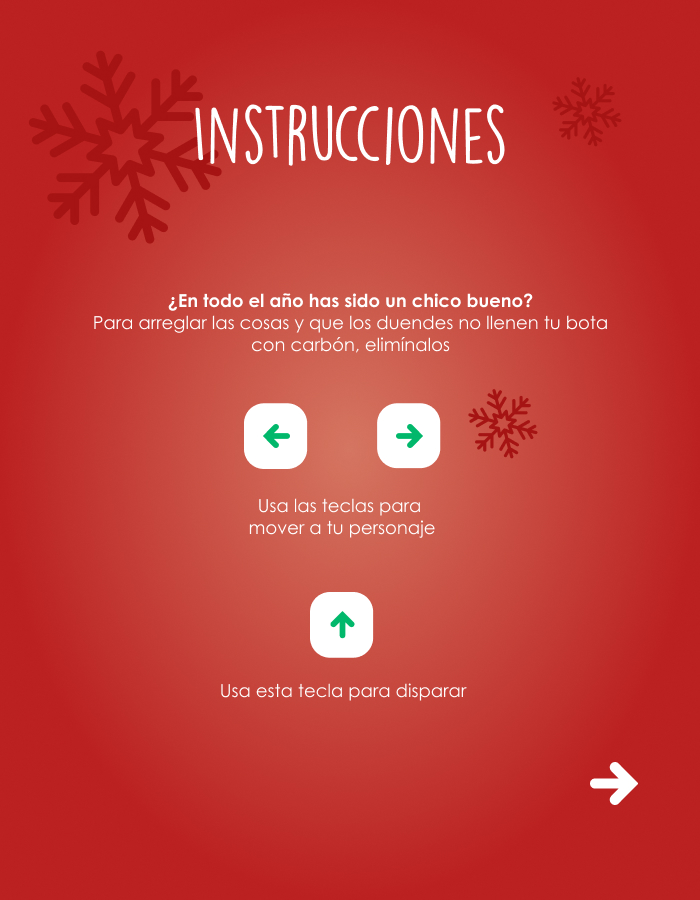 INSTRUCCIONES
¿En todo el año has sido un chico bueno?
Para arreglar las cosas y que los duendes no llenen tu bota
con carbón, elimínalos
Usa las teclas para
mover a tu personaje
Usa esta tecla para disparar